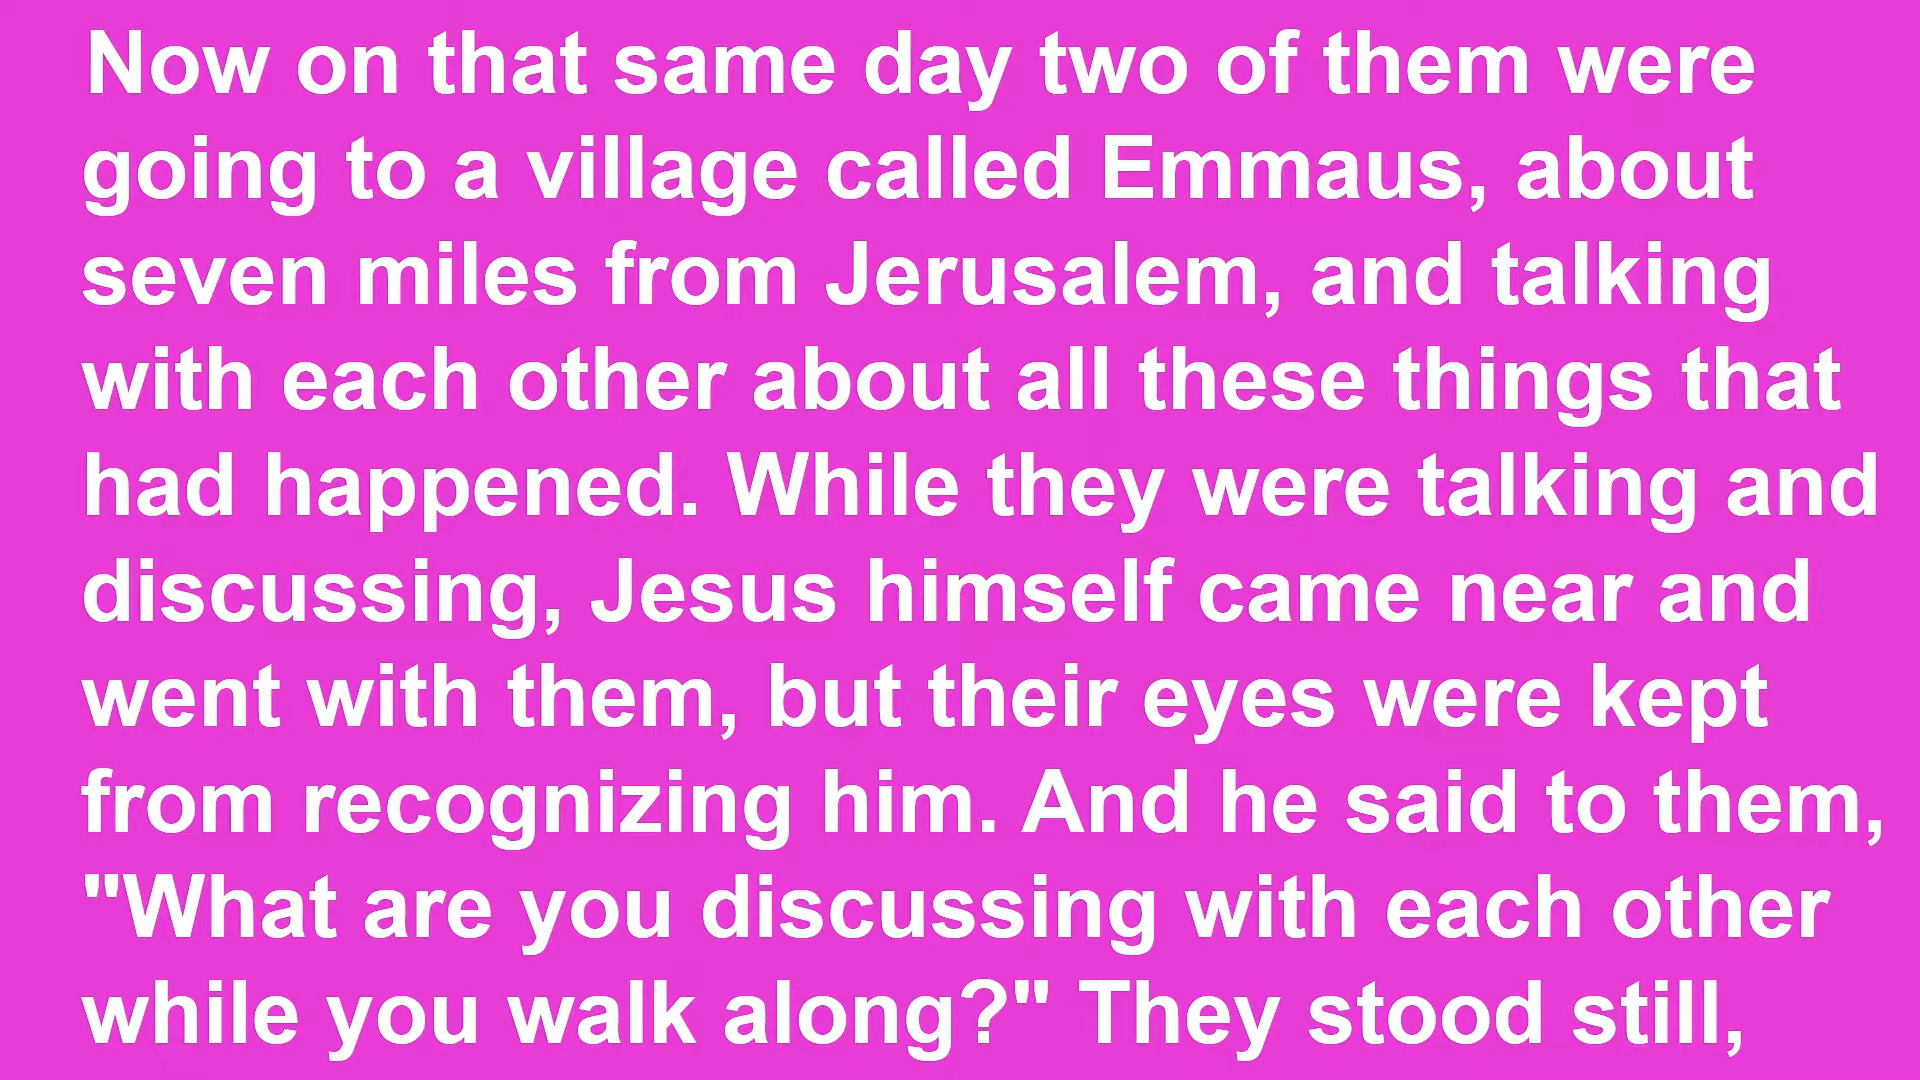 Now on that same day two of them were
going to a village called Emmaus, about
seven miles from Jerusalem, and talking
with each other about all these things that
had happened. While they were talking and
discussing, Jesus himself came near and
went with them, but their eyes were kept
from recognizing him. And he said to them,
"What are you discussing with each other
while you walk along?" They stood still,